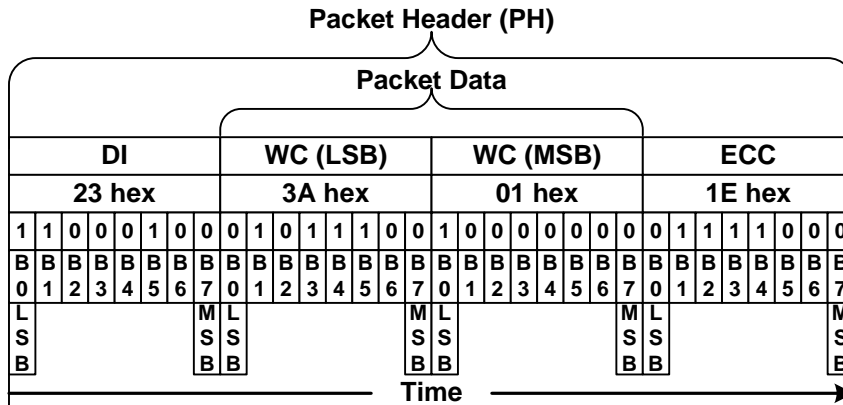 Packet Header (PH)
Packet Data
DI WC (LSB) WC (MSB) ECC
23 hex 3A hex 01 hex 1E hex
1 1 0 0 0 1 0 0 0 1 0 1 1 1 0 0 1 0 0 0 0 0 0 0 0 1 1 1 1 0 0 0
B0 B1 B2 B3 B4 B5 B6 B7 B0 B1 B2 B3 B4 B5 B6 B7 B0 B1 B2 B3 B4 B5 B6 B7 B0 B1 B2 B3 B4 B5 B6 B7
LSB MSB LSB MSB LSB MSB LSB MSB
Time